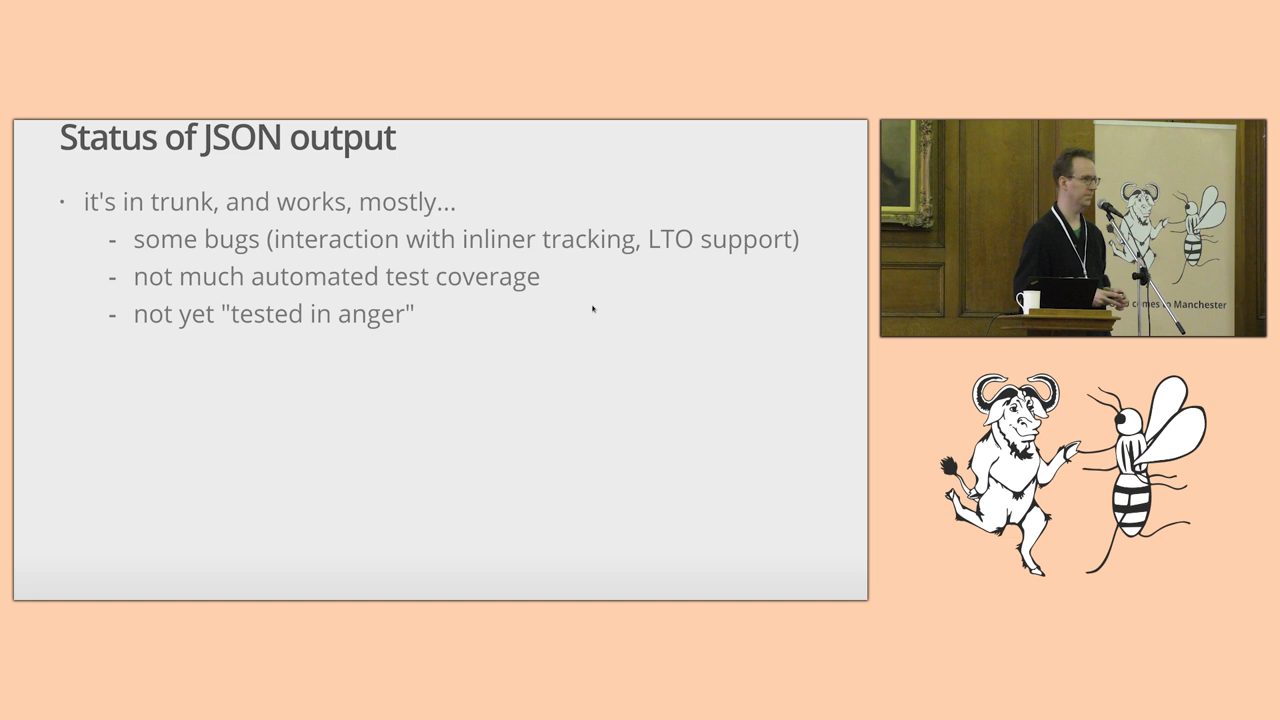 Status of JSON output
· it's in trunk, and works, mostly...
- some bugs (interaction with inliner tracking, LTO support)
- not much automated test coverage
- not yet "tested in anger"
comes to Manchester